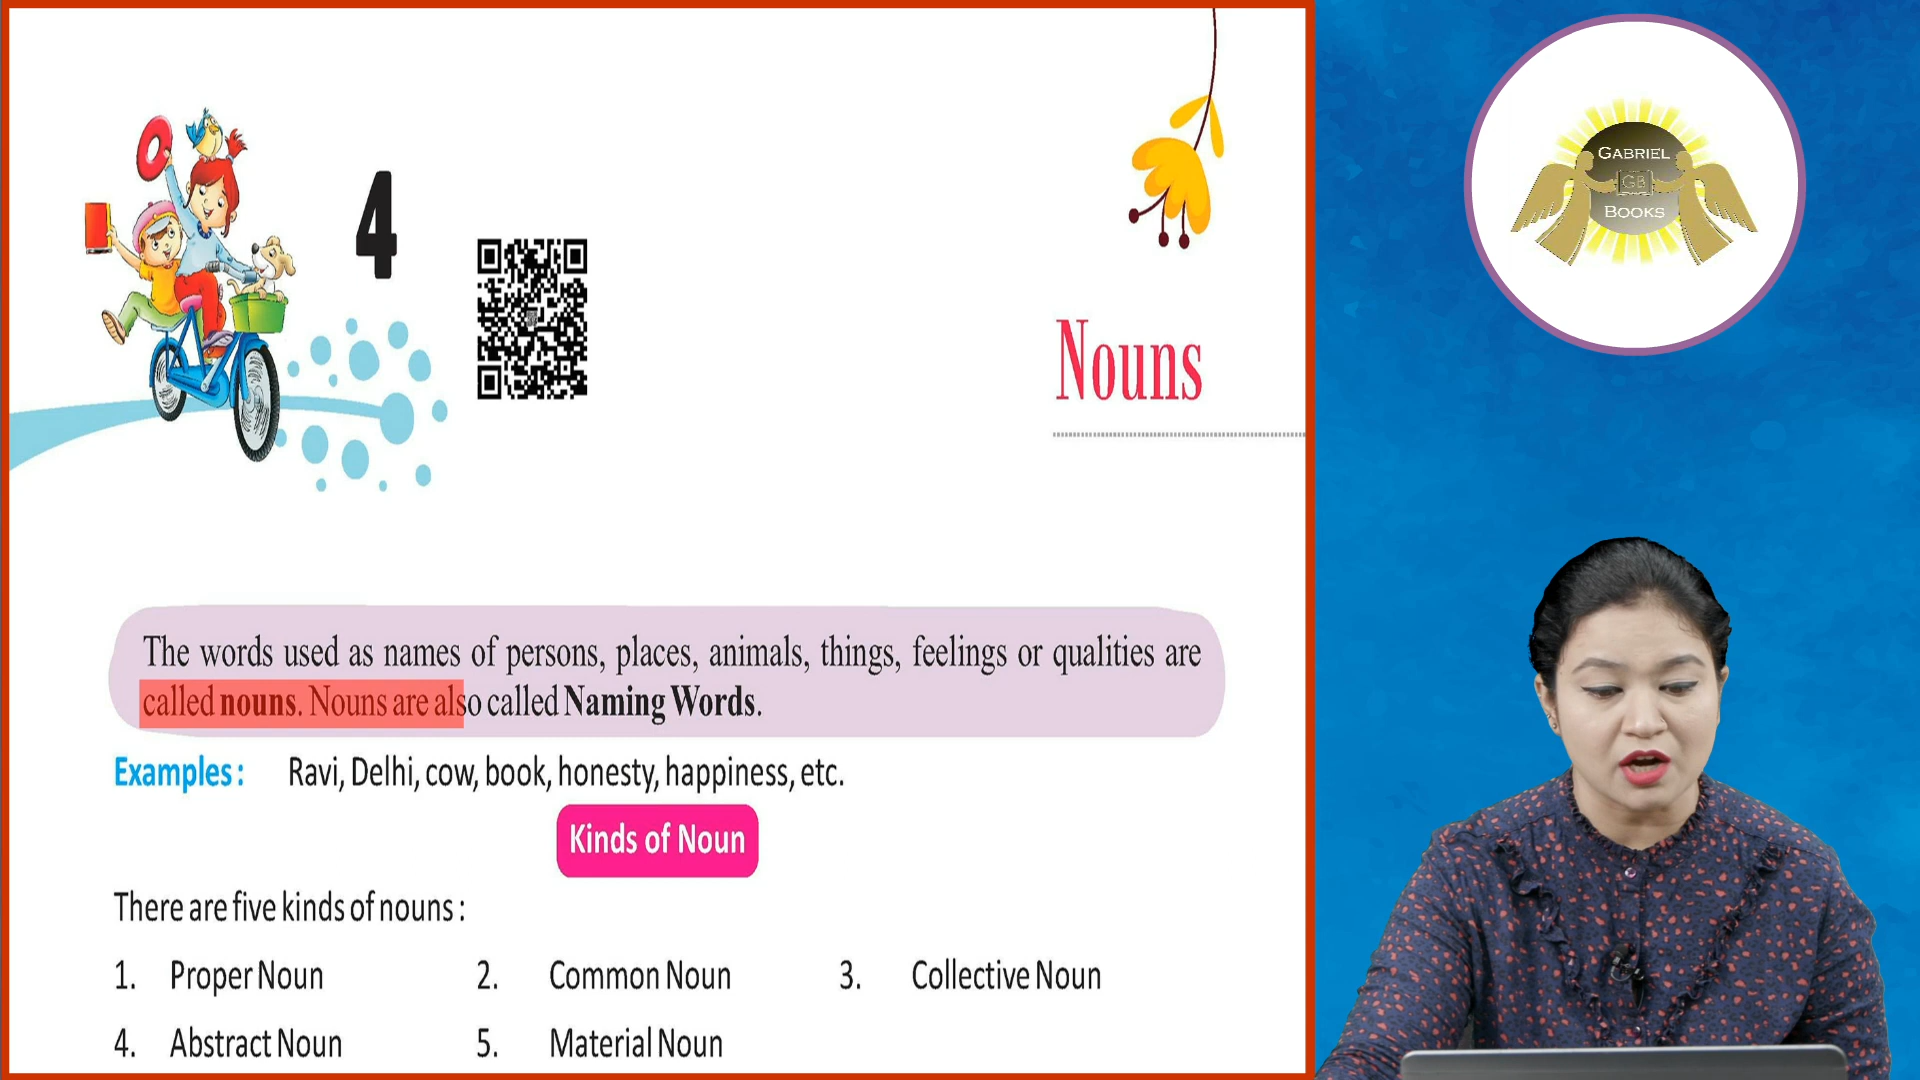 4
Nouns
The words used as names of persons, places, animals, things, feelings or qualities are
called nouns. Nouns are also called Naming Words.
Examples : Ravi, Delhi, cow, book, honesty, happiness, etc.
Kinds of Noun
There are five kinds of nouns :
1. Proper Noun 2. Common Noun 3. Collective Noun
4. Abstract Noun 5. Material Noun
GABRIEL
GB
BOOKS